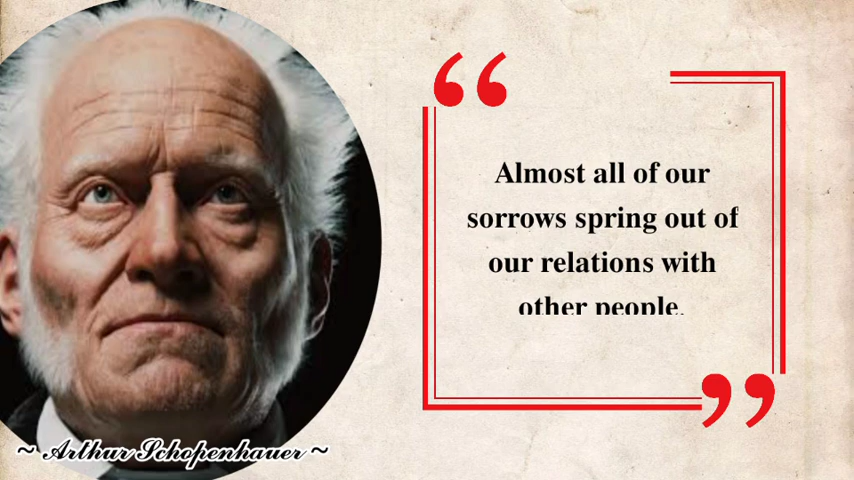 Almost all of our
sorrows spring out of
our relations with
other people.
~ Arthur Schopenhauer ~